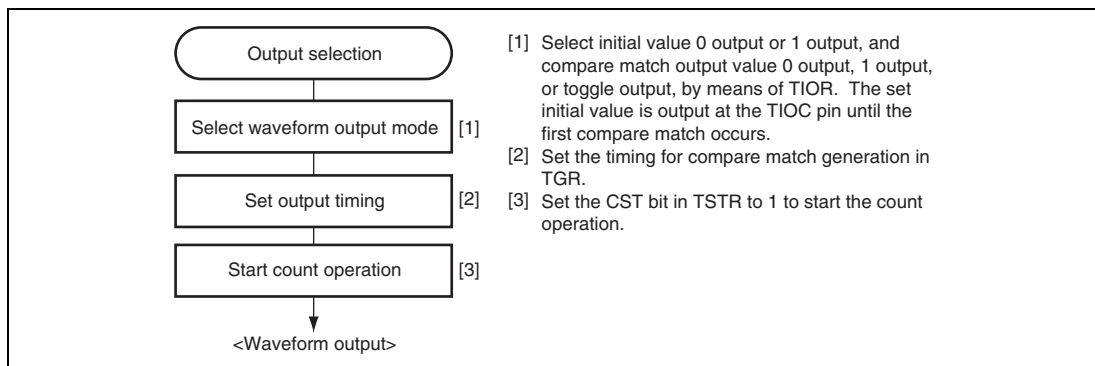 Output selection
Select waveform output mode [1]
Set output timing [2]
Start count operation [3]
<Waveform output>
[1] Select initial value 0 output or 1 output, and
compare match output value 0 output, 1 output,
or toggle output, by means of TIOR. The set
initial value is output at the TIOC pin until the
first compare match occurs.
[2] Set the timing for compare match generation in
TGR.
[3] Set the CST bit in TSTR to 1 to start the count
operation.